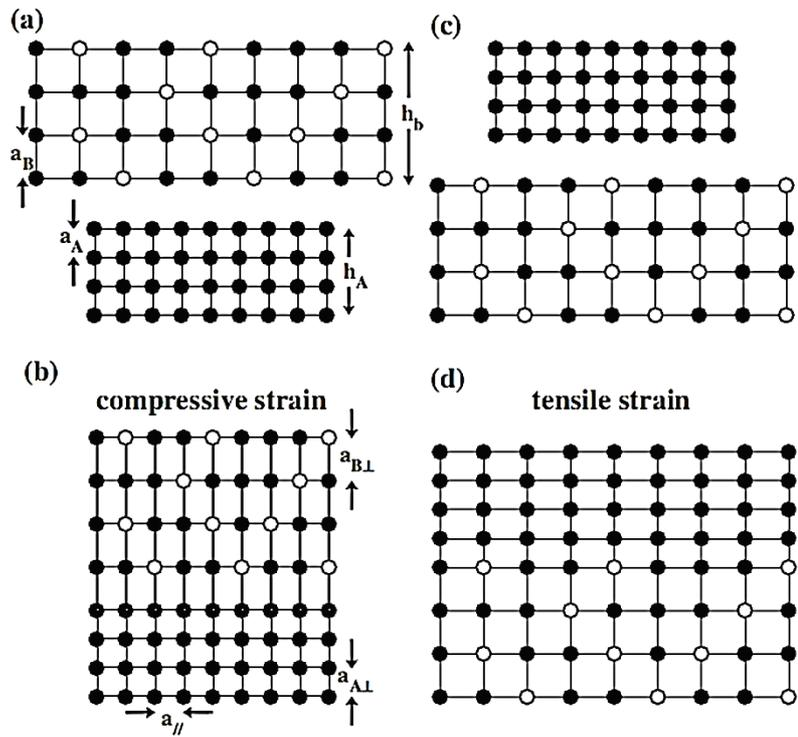 (a)
h_b
a_B
a_A
h_A
(c)
(b)
compressive strain
a_B⊥
a_A⊥
a_//
(d)
tensile strain